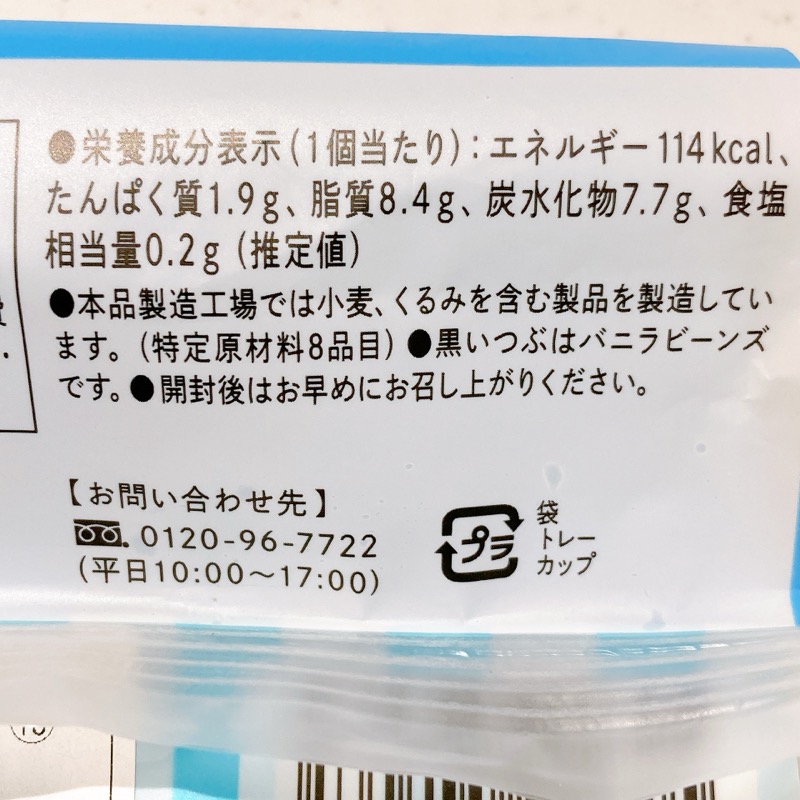 ●栄養成分表示(1個当たり):エネルギー114kcal、
たんぱく質1.9g、脂質8.4g、炭水化物7.7g、食塩
相当量0.2g(推定値)
●本品製造工場では小麦、くるみを含む製品を製造してい
ます。(特定原材料8品目)●黒いつぶはバニラビーンズ
です。●開封後はお早めにお召し上がりください。
【お問い合わせ先】
0120-96-7722
(平日10:00～17:00)
プラ
袋
トレー
カップ